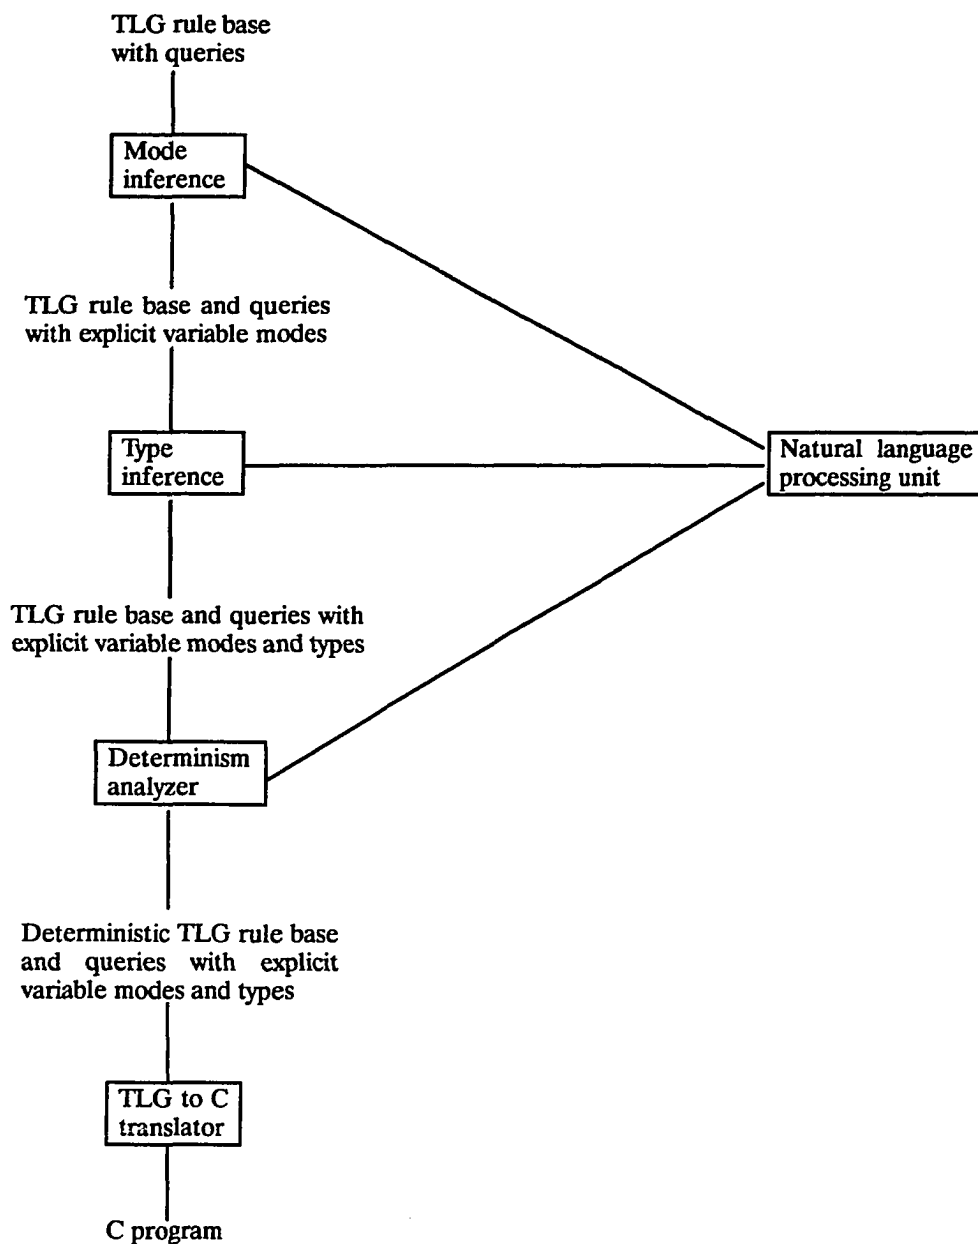 TLG rule base
with queries
Mode
inference
TLG rule base and queries
with explicit variable modes
Type
inference
Natural language
processing unit
TLG rule base and queries with
explicit variable modes and types
Determinism
analyzer
Deterministic TLG rule base
and queries with explicit
variable modes and types
TLG to C
translator
C program